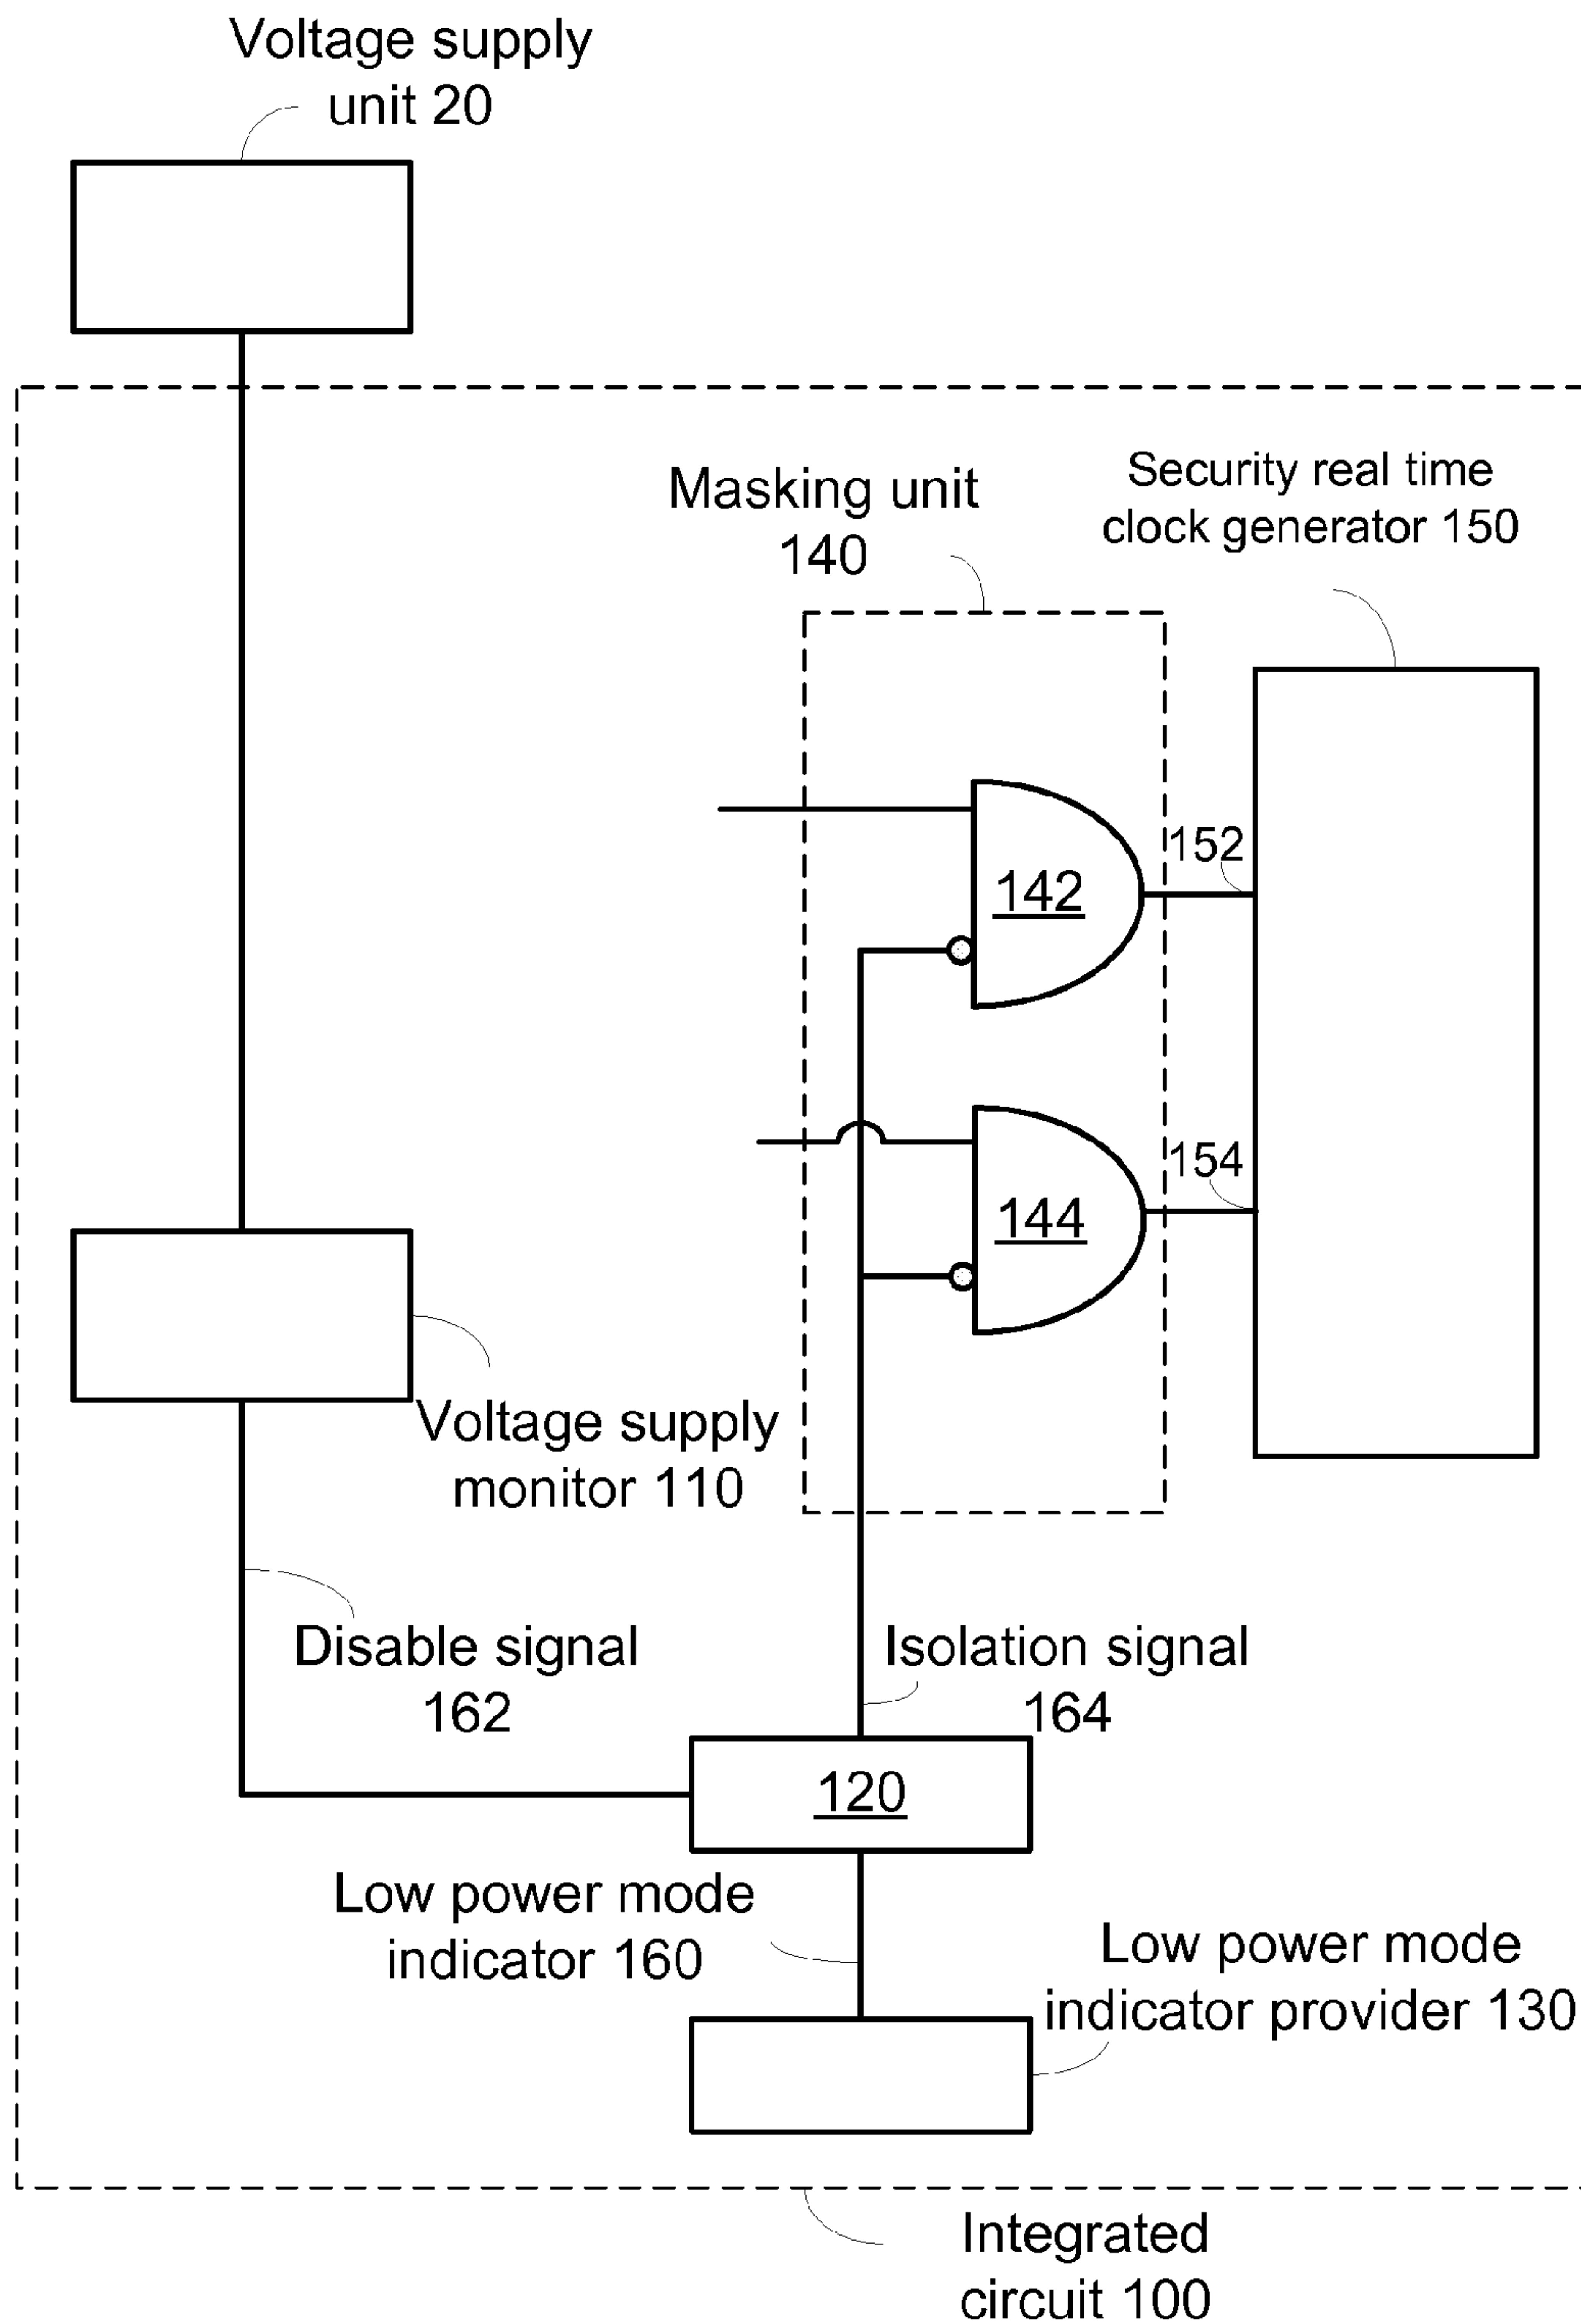 Voltage supply
unit 20
Masking unit
140
Security real time
clock generator 150
142
152
144
154
Voltage supply
monitor 110
Disable signal
162
Isolation signal
164
120
Low power mode
indicator 160
Low power mode
indicator provider 130
Integrated
circuit 100